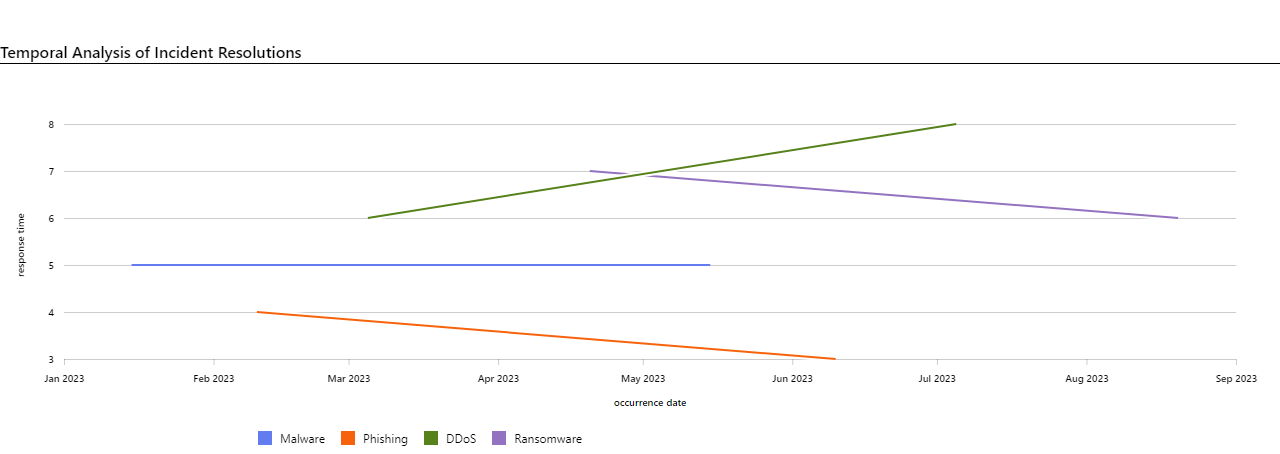 Temporal Analysis of Incident Resolutions
8
7
6
5
4
3
response time
Jan 2023 Feb 2023 Mar 2023 Apr 2023 May 2023 Jun 2023 Jul 2023 Aug 2023 Sep 2023
occurrence date
Malware Phishing DDoS Ransomware